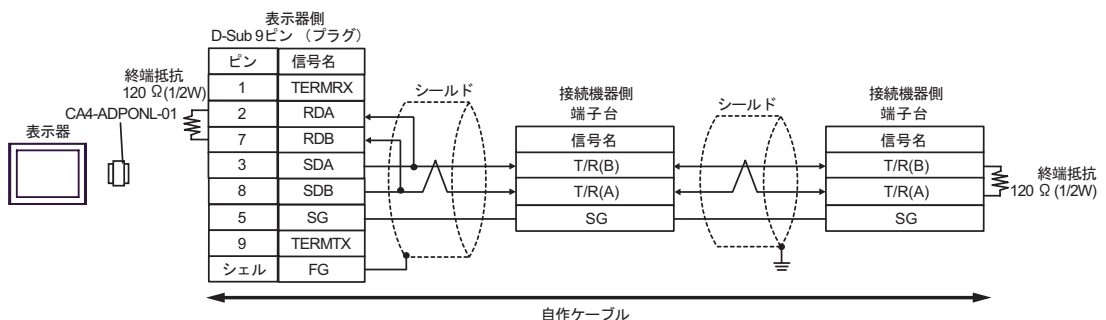 表示器側
D-Sub 9ピン （プラグ）
ピン 信号名
1 TERMRX
2 RDA
7 RDB
3 SDA
8 SDB
5 SG
9 TERMTX
シェル FG
終端抵抗
120 Ω(1/2W)
CA4-ADPONL-01
表示器
シールド
接続機器側
端子台
信号名
T/R(B)
T/R(A)
SG
シールド
接続機器側
端子台
信号名
T/R(B)
T/R(A)
SG
終端抵抗
120 Ω (1/2W)
自作ケーブル